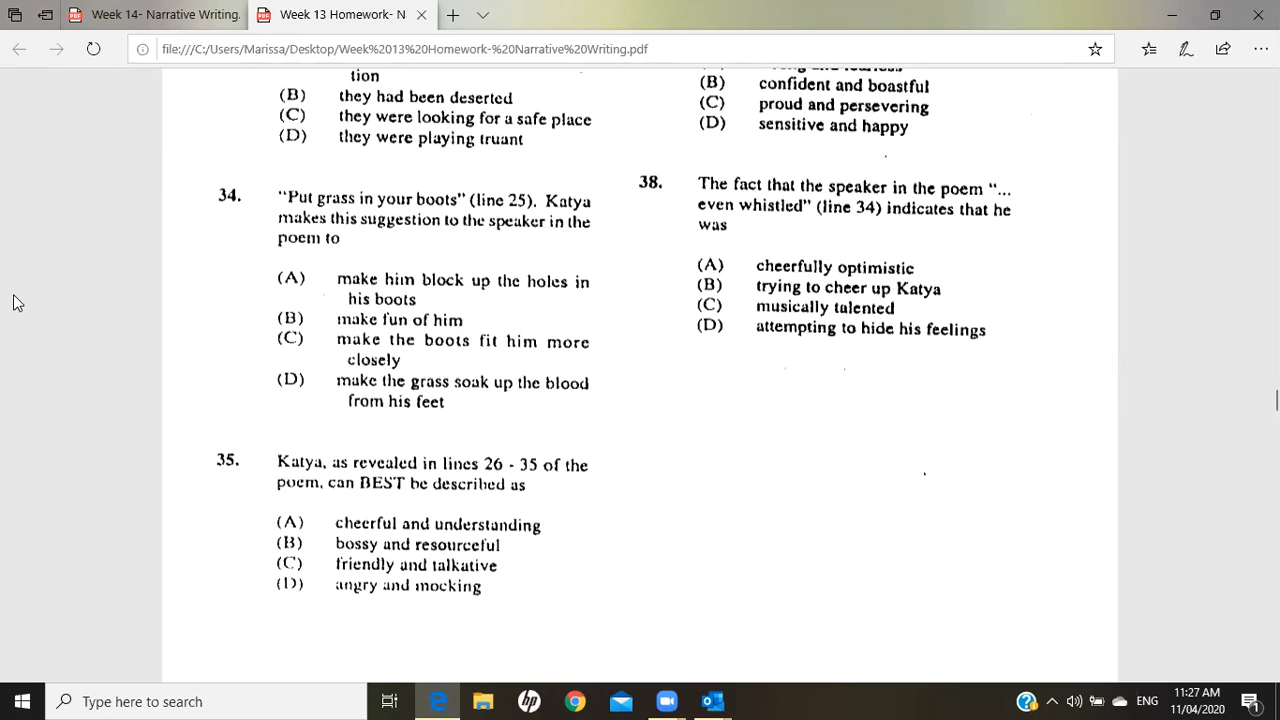 Week 14- Narrative Writing.
Week 13 Homework- N
file:///C:/Users/Marissa/Desktop/Week%2013%20Homework-%20Narrative%20Writing.pdf
tion
(B) they had been deserted
(C) they were looking for a safe place
(D) they were playing truant
34. "Put grass in your boots" (line 25). Katya
makes this suggestion to the speaker in the
poem to
(A) make him block up the holes in
his boots
(B) make fun of him
(C) make the boots fit him more
closely
(D) make the grass soak up the blood
from his feet
35. Katya, as revealed in lines 26 - 35 of the
poem, can BEST be described as
(A) cheerful and understanding
(B) bossy and resourceful
(C) friendly and talkative
(D) angry and mocking
(B) confident and boastful
(C) proud and persevering
(D) sensitive and happy
38. The fact that the speaker in the poem "...
even whistled" (line 34) indicates that he
was
(A) cheerfully optimistic
(B) trying to cheer up Katya
(C) musically talented
(D) attempting to hide his feelings
Type here to search
ENG
11:27 AM
11/04/2020